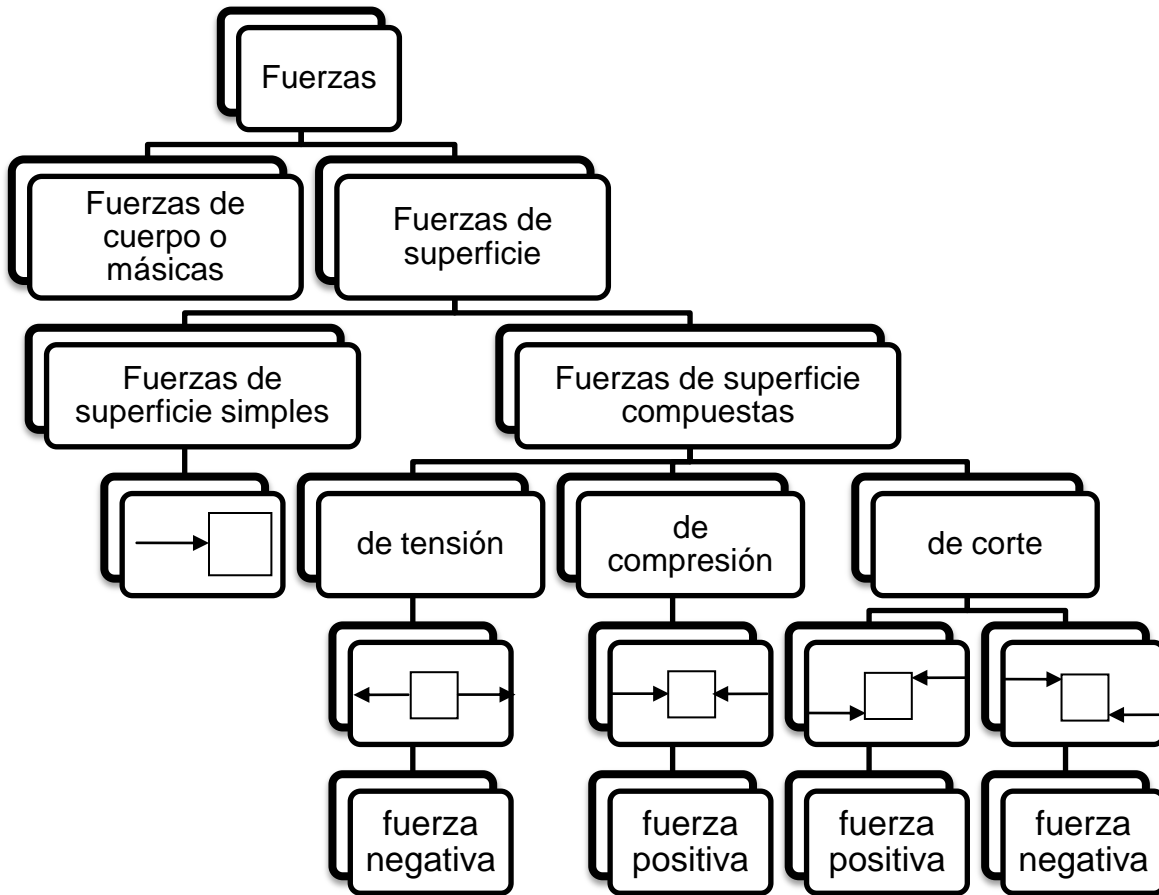 Fuerzas
Fuerzas de
cuerpo o
másicas
Fuerzas de
superficie
Fuerzas de
superficie simples
Fuerzas de superficie
compuestas
de tensión
de
compresión
de corte
fuerza
negativa
fuerza
positiva
fuerza
positiva
fuerza
negativa